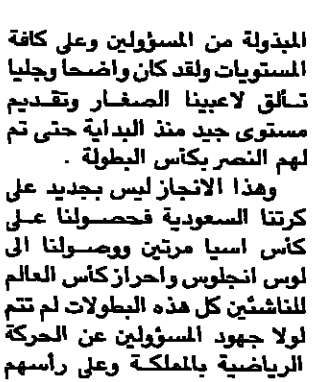 المبذولة من المسؤولين وعلى كافة
المستويات ولقد كان واضحا وجليا
تألق لاعبينا الصغار وتقديم
مستوى جيد منذ البداية حتى تم
لهم النصر بكأس البطولة .
وهذا الانجاز ليس بجديد على
كرتنا السعودية فحصولنا على
كأس اسيا مرتين ووصولنا الى
لوس انجلوس واحراز كأس العالم
للناشئين كل هذه البطولات لم تتم
لولا جهود المسؤولين عن الحركة
الرياضية بالمملكة وعلى رأسهم